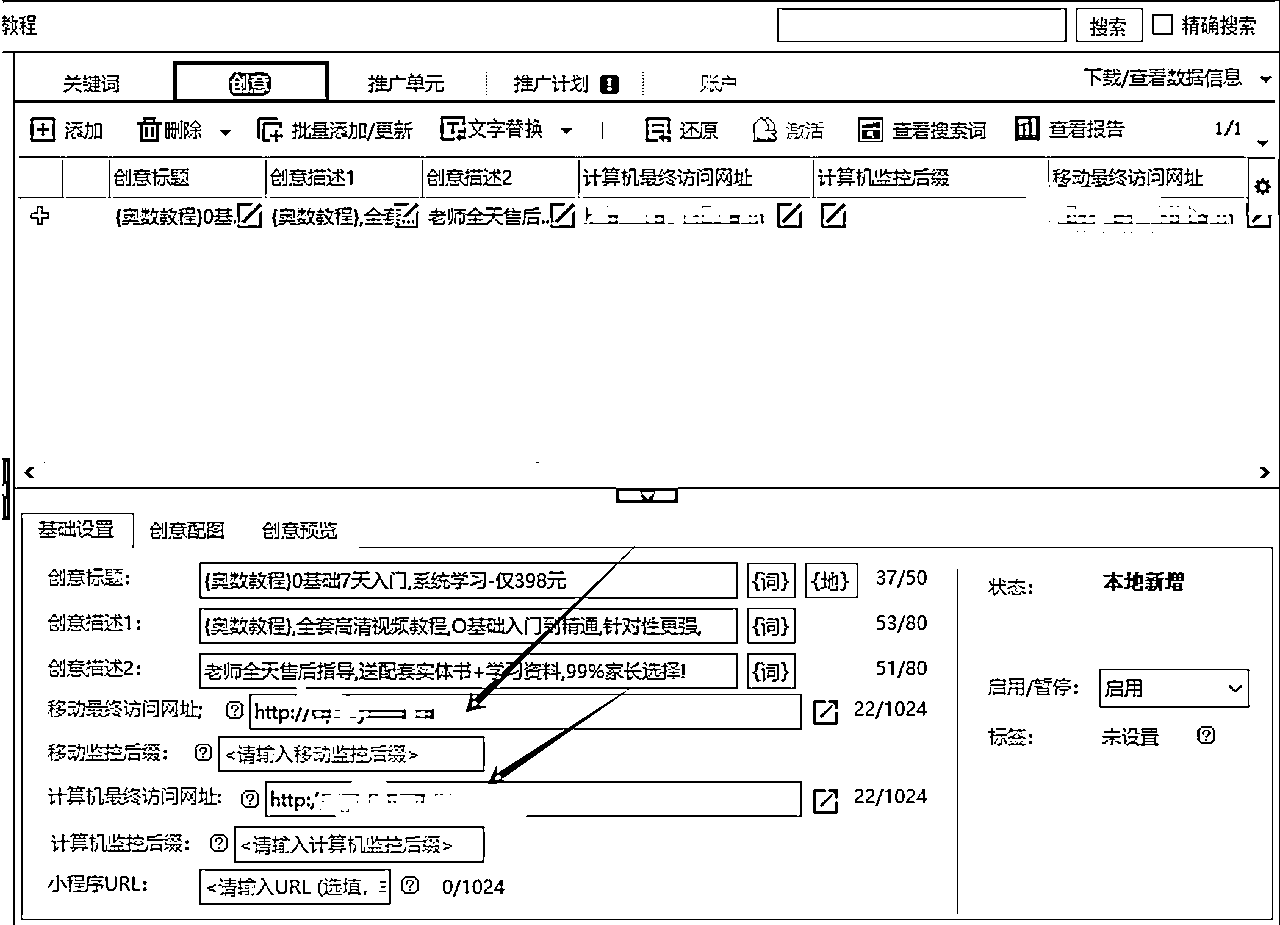 教程 搜索 精确搜索
关键词 创意 推广单元 推广计划 账户 下载/查看数据信息
添加 删除 批量添加/更新 文字替换 还原 激活 查看搜索词 查看报告 1/1
创意标题 创意描述1 创意描述2 计算机最终访问网址 计算机监控后缀 移动最终访问网址
{奥数教程}0基. {奥数教程},全套 老师全天售后..
基础设置 创意配图 创意预览
创意标题: {奥数教程}0基础7天入门,系统学习-仅398元 {词} {地} 37/50
创意描述1: {奥数教程},全套高清视频教程,O基础入门到精通,针对性更强, {词} 53/80
创意描述2: 老师全天售后指导,送配套实体书+学习资料,99%家长选择! {词} 51/80
移动最终访问网址: http:// 22/1024
移动监控后缀: <请输入移动监控后缀>
计算机最终访问网址: http:/ 22/1024
计算机监控后缀: <请输入计算机监控后缀>
小程序URL: <请输入URL (选填, 0/1024
状态: 本地新增
启用/暂停: 启用
标签: 未设置